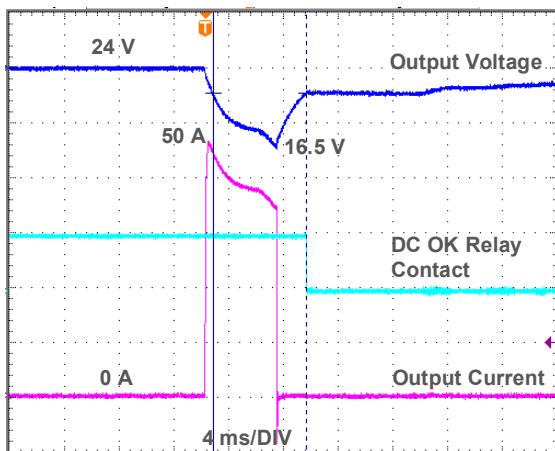 T
24 V
Output Voltage
50 A
16.5 V
DC OK Relay
Contact
0 A
Output Current
4 ms/DIV